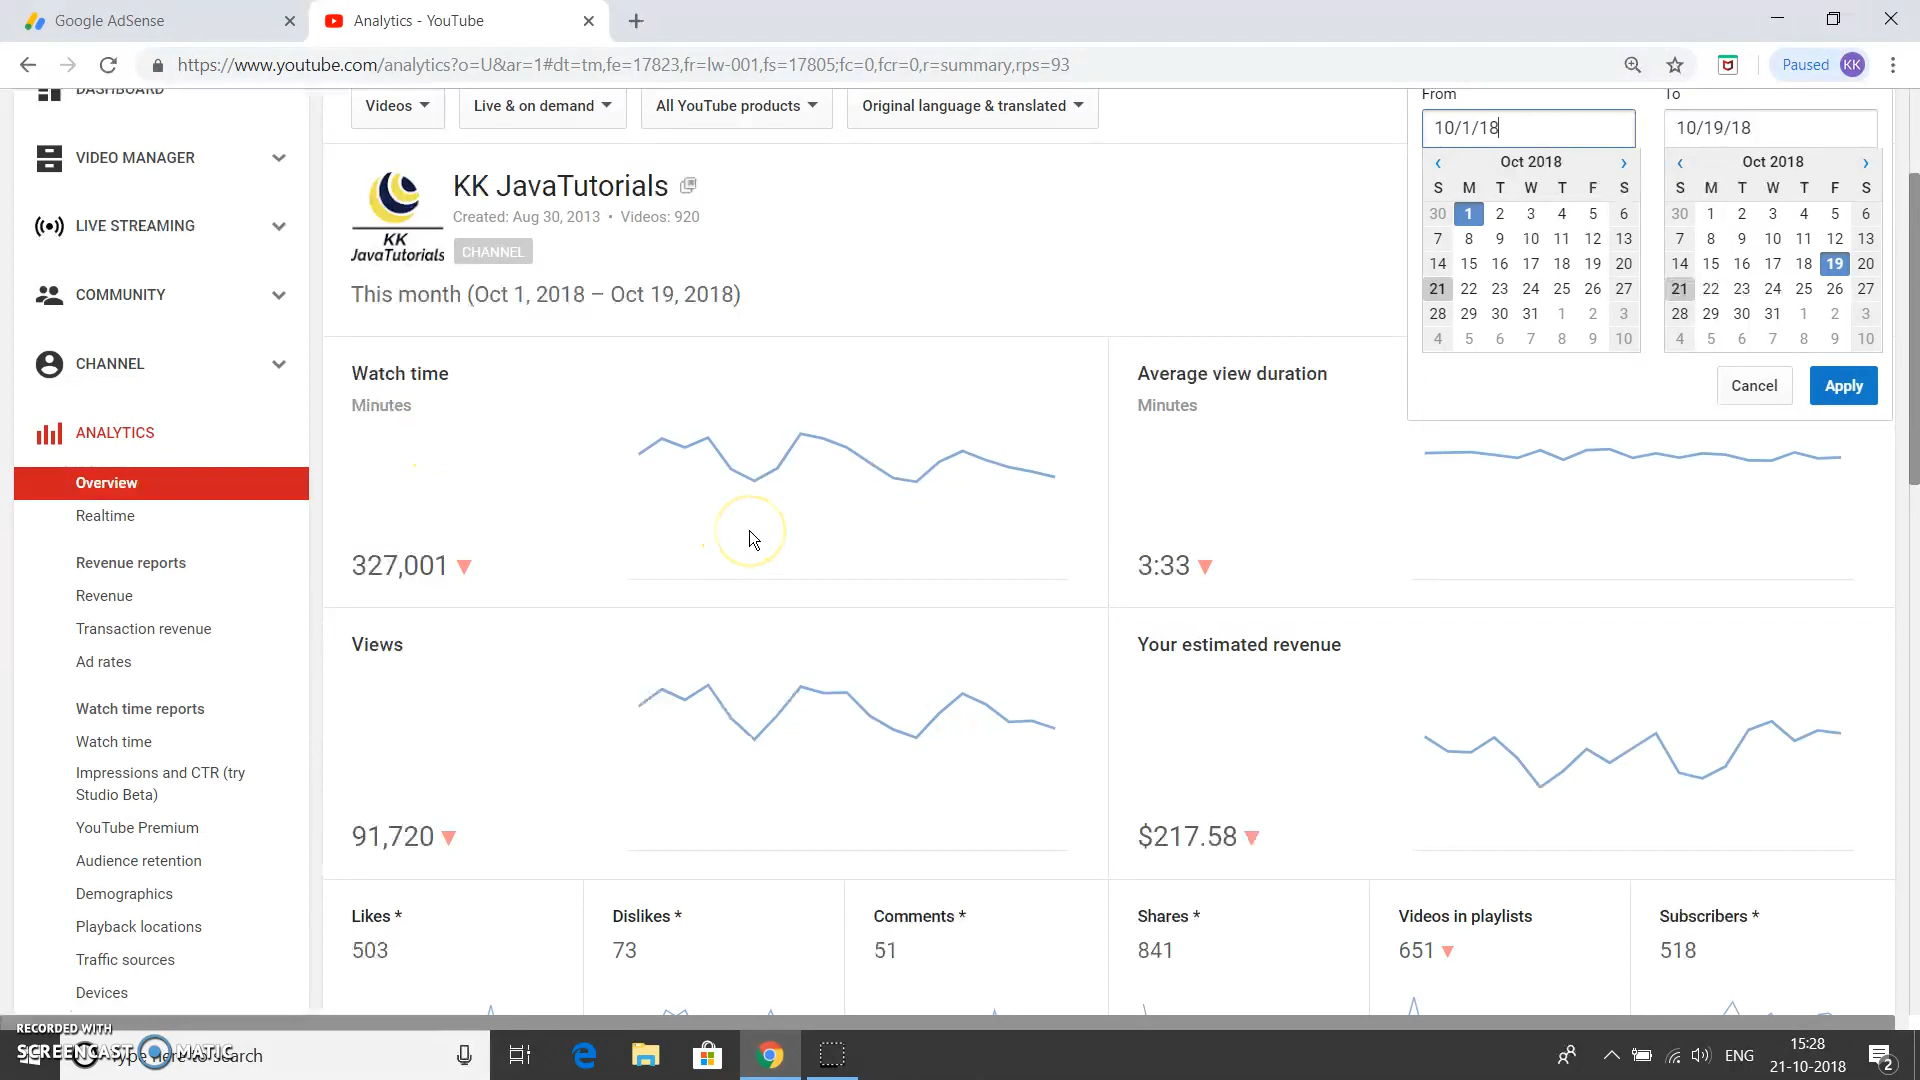 Google AdSense
Analytics - YouTube
https://www.youtube.com/analytics?o=U&ar=1#dt=tm,fe=17823,fr=lw-001,fs=17805;fc=0,fcr=0,r=summary,rps=93
Paused KK
DASHBOARD
VIDEO MANAGER
LIVE STREAMING
COMMUNITY
CHANNEL
ANALYTICS
Overview
Realtime
Revenue reports
Revenue
Transaction revenue
Ad rates
Watch time reports
Watch time
Impressions and CTR (try
Studio Beta)
YouTube Premium
Audience retention
Demographics
Playback locations
Traffic sources
Devices
Videos Live & on demand All YouTube products Original language & translated
KK JavaTutorials
Created: Aug 30, 2013 • Videos: 920
CHANNEL
KK
JavaTutorials
This month (Oct 1, 2018 – Oct 19, 2018)
From
10/1/18
‹ Oct 2018 ›
S M T W T F S
30 1 2 3 4 5 6
7 8 9 10 11 12 13
14 15 16 17 18 19 20
21 22 23 24 25 26 27
28 29 30 31 1 2 3
4 5 6 7 8 9 10
To
10/19/18
‹ Oct 2018 ›
S M T W T F S
30 1 2 3 4 5 6
7 8 9 10 11 12 13
14 15 16 17 18 19 20
21 22 23 24 25 26 27
28 29 30 31 1 2 3
4 5 6 7 8 9 10
Cancel Apply
Watch time
Minutes
327,001
Average view duration
Minutes
3:33
Views
91,720
Your estimated revenue
$217.58
Likes *
503
Dislikes *
73
Comments *
51
Shares *
841
Videos in playlists
651
Subscribers *
518
RECORDED WITH
SCREENCAST MATIC
Type here to search
ENG
15:28
21-10-2018
2